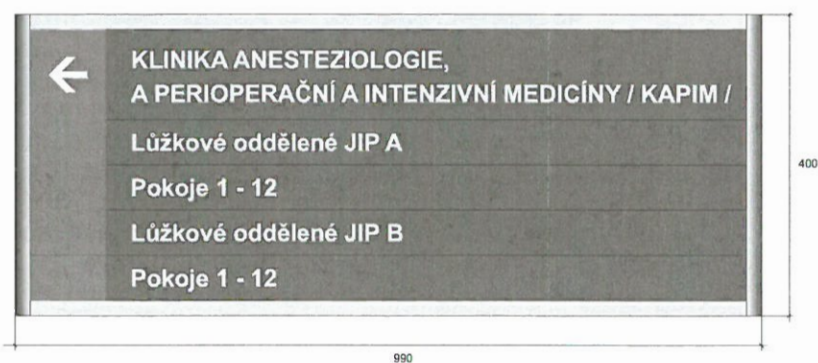 KLINIKA ANESTEZIOLOGIE,
A PERIOPERAČNÍ A INTENZIVNÍ MEDICÍNY / KAPIM /
Lůžkové oddělené JIP A
Pokoje 1 - 12
Lůžkové oddělené JIP B
Pokoje 1 - 12
400
990